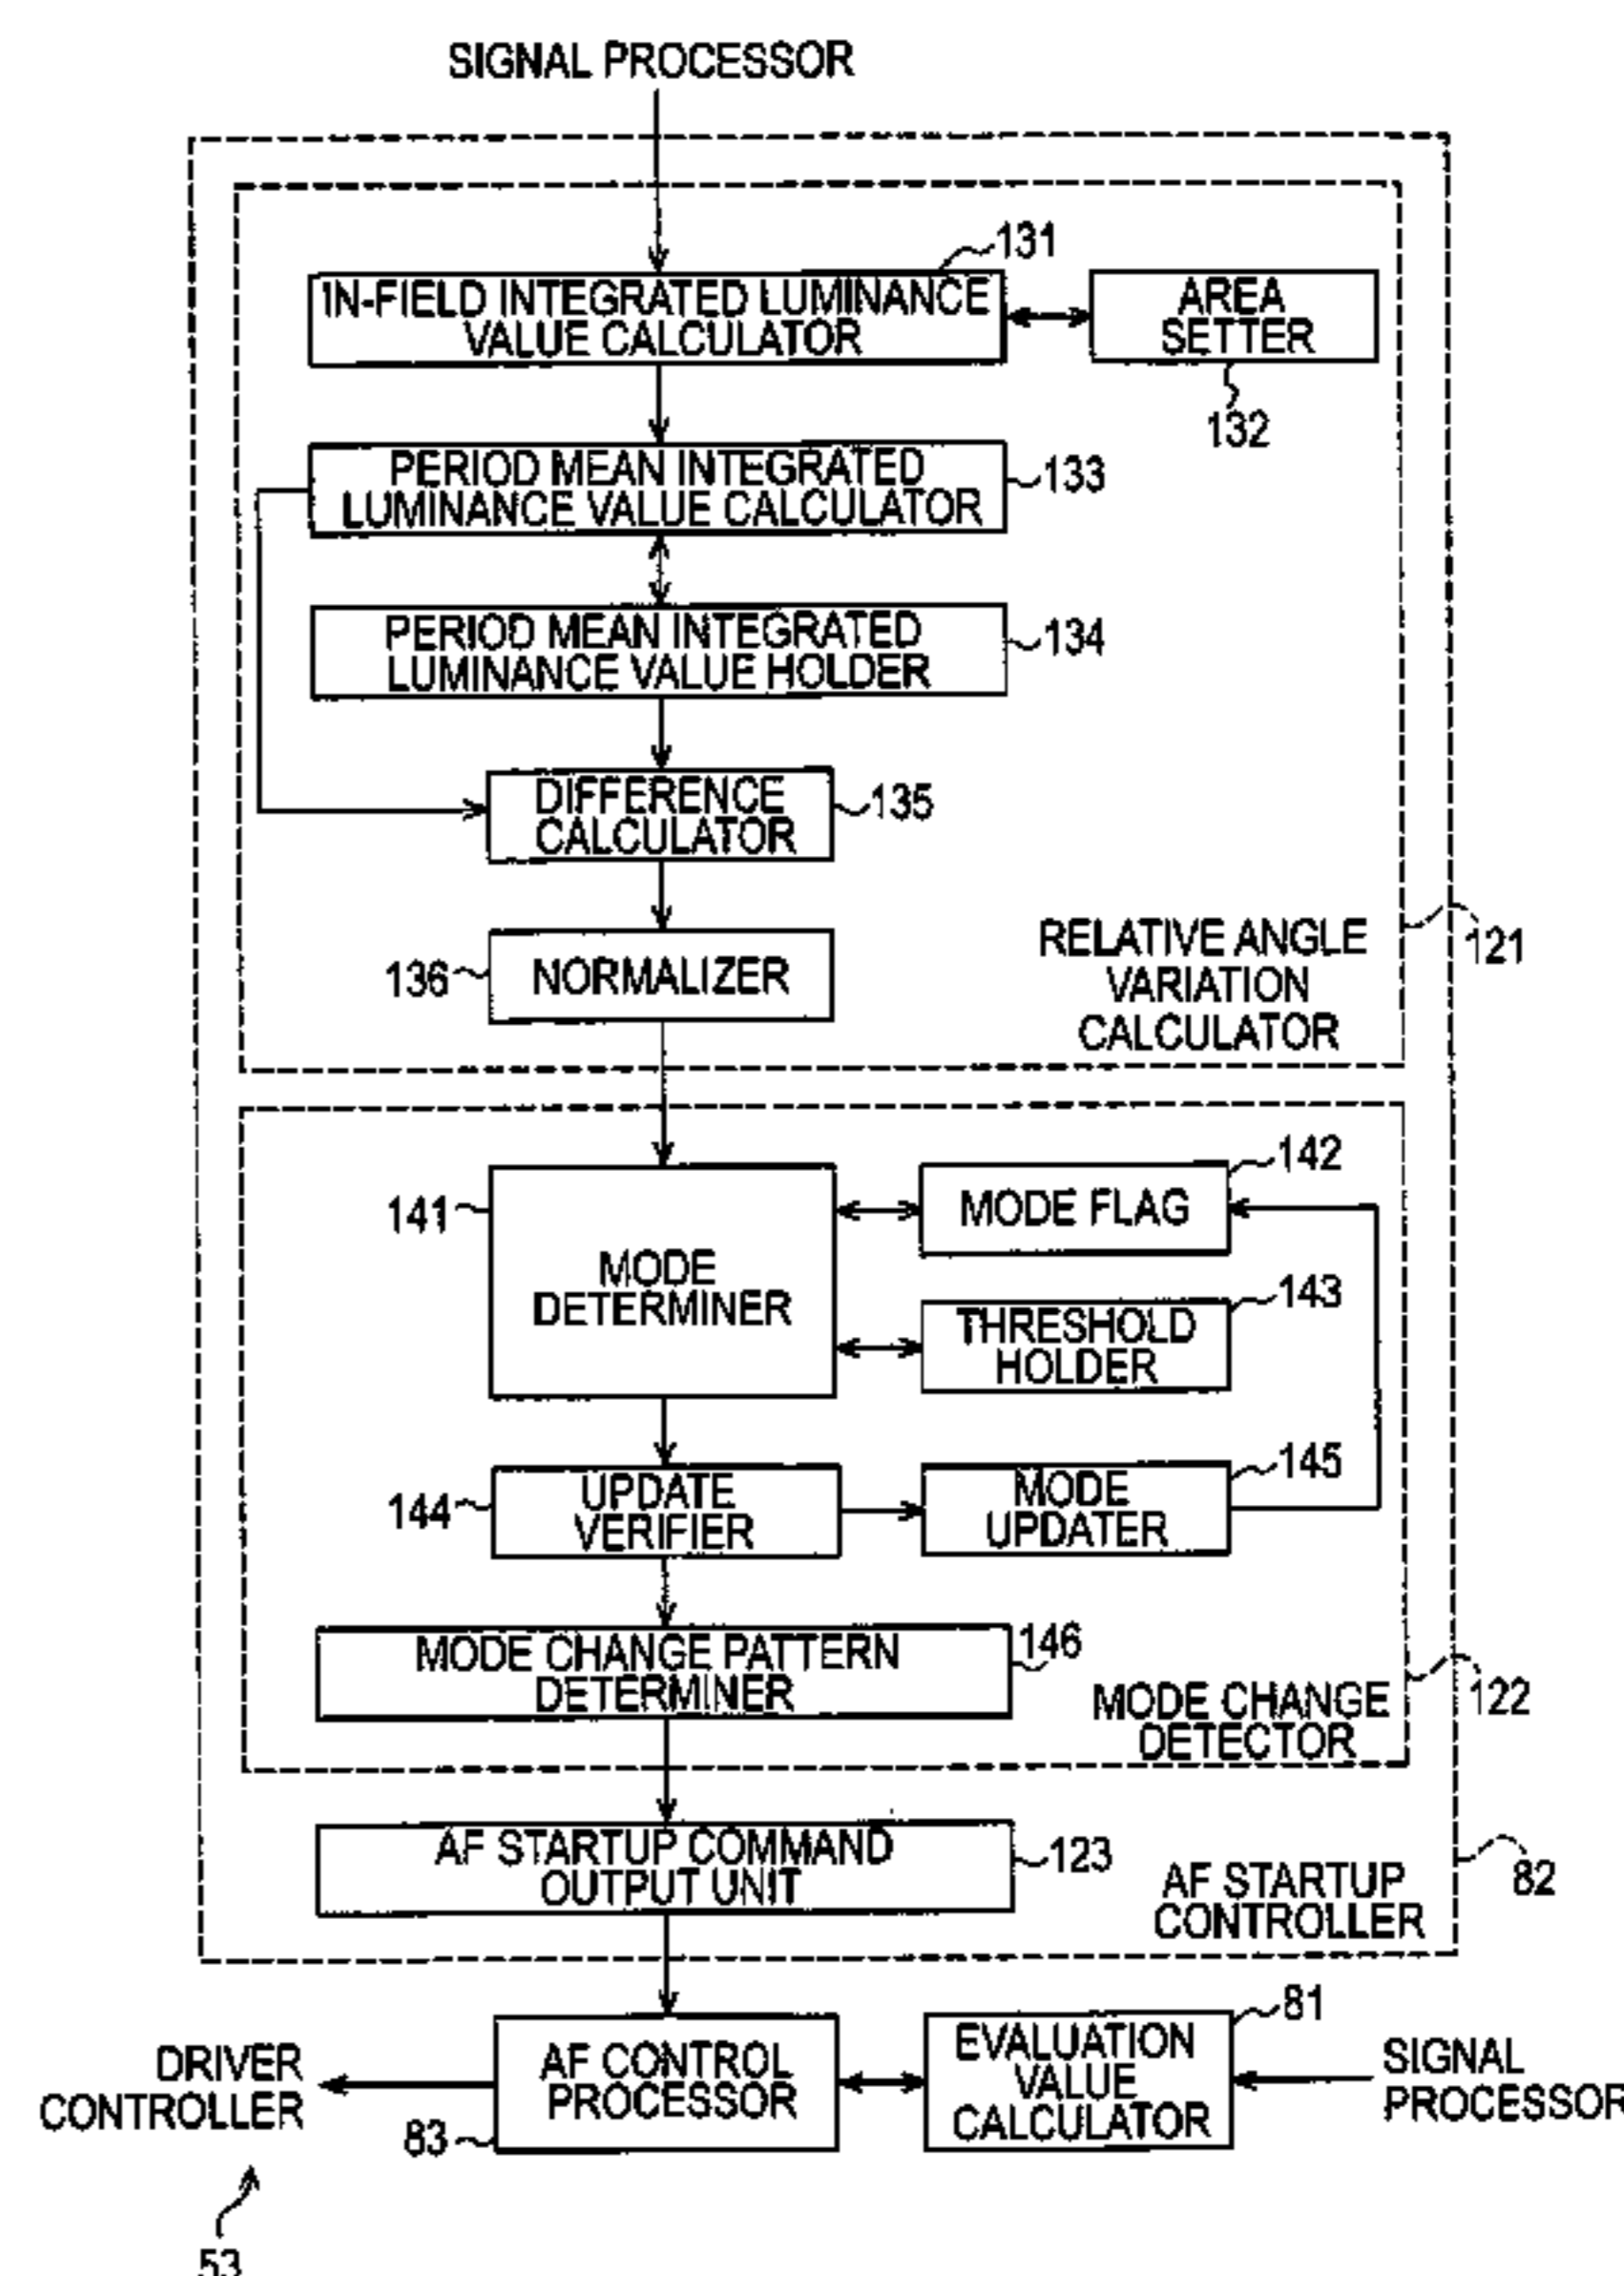 SIGNAL PROCESSOR
131
IN-FIELD INTEGRATED LUMINANCE
VALUE CALCULATOR
AREA
SETTER
132
PERIOD MEAN INTEGRATED
LUMINANCE VALUE CALCULATOR
133
PERIOD MEAN INTEGRATED
LUMINANCE VALUE HOLDER
134
DIFFERENCE
CALCULATOR
135
136
NORMALIZER
RELATIVE ANGLE
VARIATION
CALCULATOR
121
141
MODE
DETERMINER
142
MODE FLAG
143
THRESHOLD
HOLDER
144
UPDATE
VERIFIER
145
MODE
UPDATER
MODE CHANGE PATTERN
DETERMINER
146
MODE CHANGE
DETECTOR
122
AF STARTUP COMMAND
OUTPUT UNIT
123
AF STARTUP
CONTROLLER
82
DRIVER
CONTROLLER
AF CONTROL
PROCESSOR
83
81
EVALUATION
VALUE
CALCULATOR
SIGNAL
PROCESSOR
53